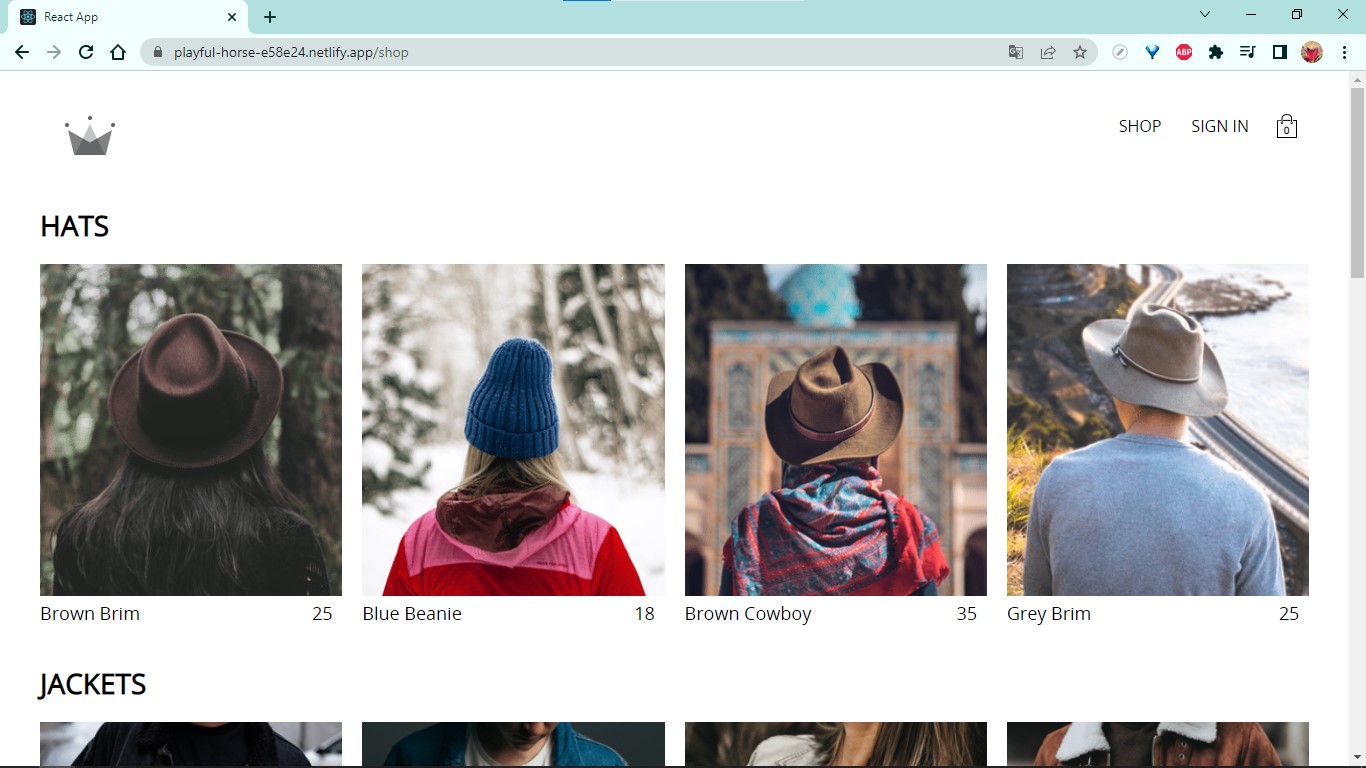 React App
playful-horse-e58e24.netlify.app/shop
ABP
SHOP SIGN IN 0
HATS
Brown Brim 25
Blue Beanie 18
Brown Cowboy 35
Grey Brim 25
JACKETS